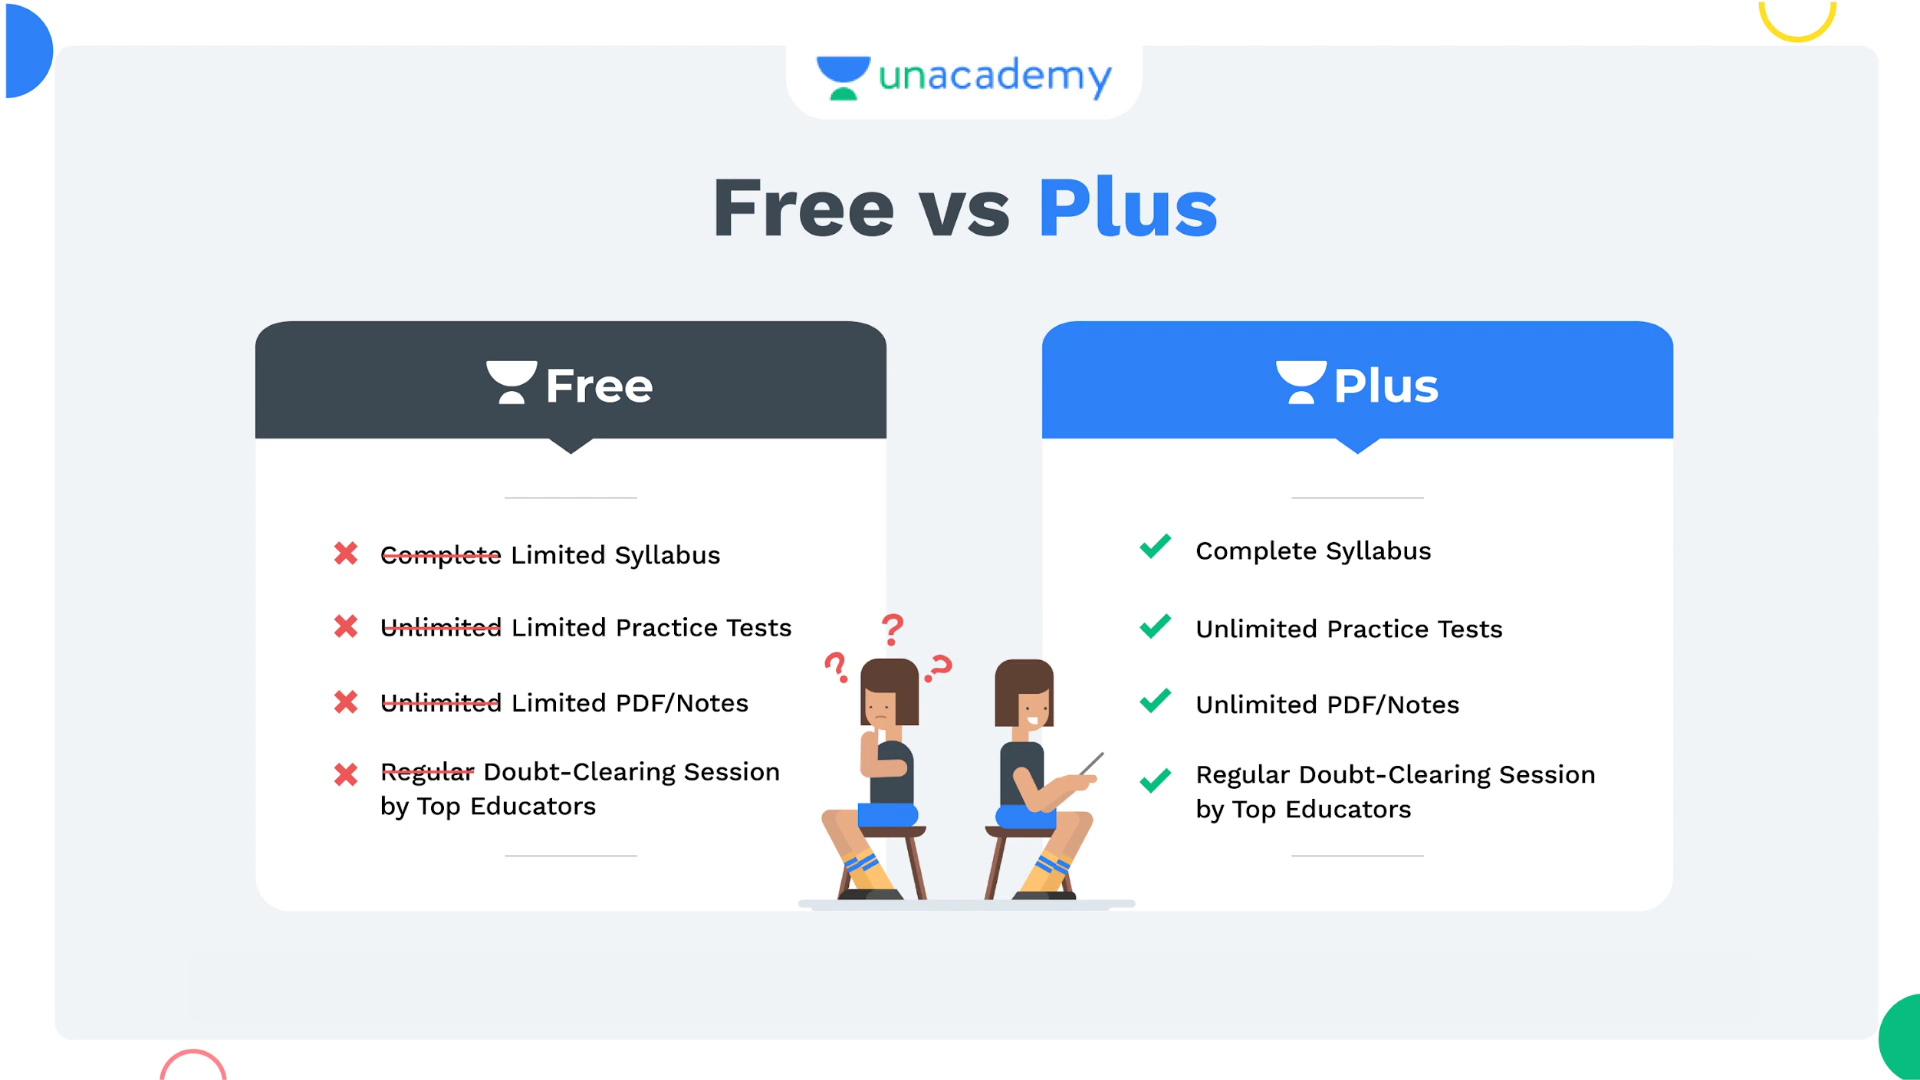 unacademy
Free vs Plus
Free
Complete Limited Syllabus
Unlimited Limited Practice Tests
Unlimited Limited PDF/Notes
Regular Doubt-Clearing Session
by Top Educators
? ? ?
Plus
Complete Syllabus
Unlimited Practice Tests
Unlimited PDF/Notes
Regular Doubt-Clearing Session
by Top Educators